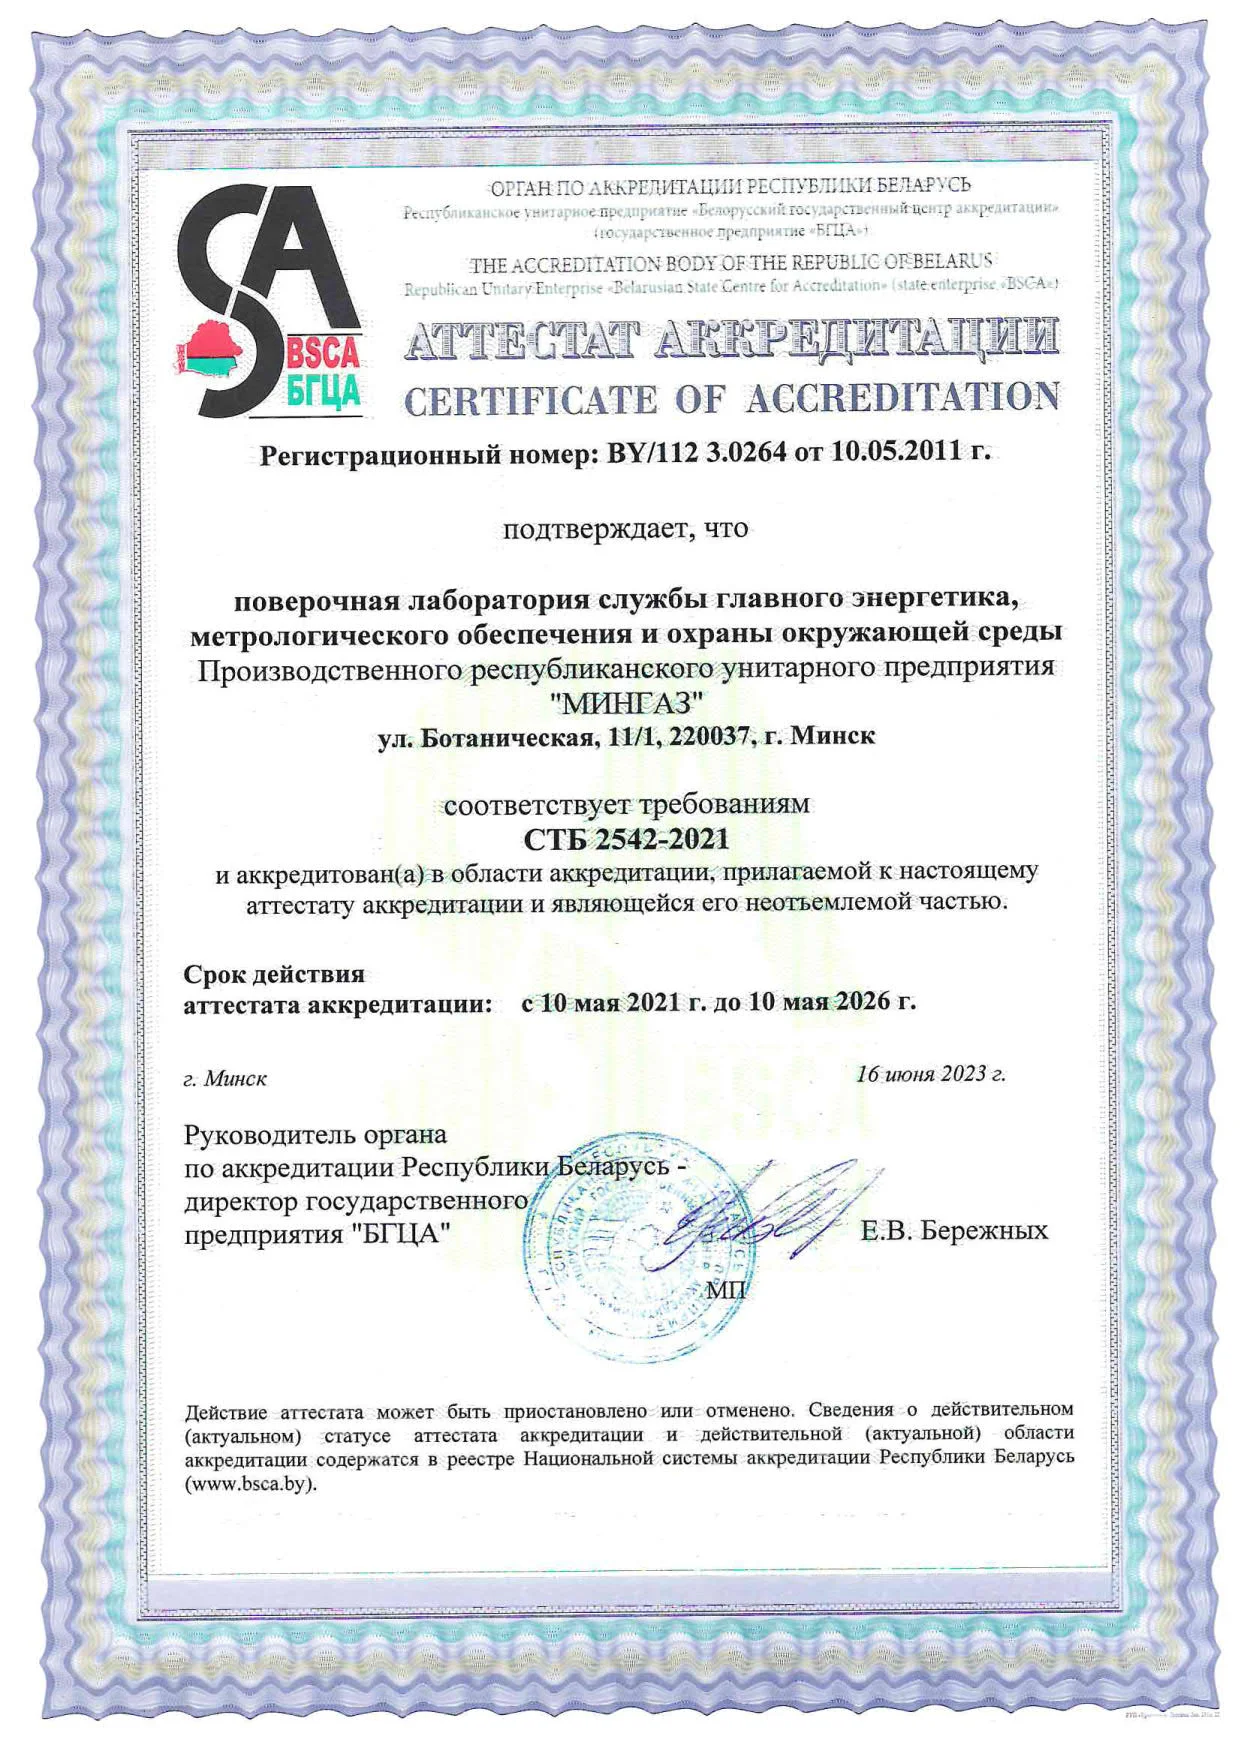 ОРГАН ПО АККРЕДИТАЦИИ РЕСПУБЛИКИ БЕЛАРУСЬ
Республиканское унитарное предприятие «Белорусский государственный центр аккредитации»
(государственное предприятие «БГЦА»)
THE ACCREDITATION BODY OF THE REPUBLIC OF BELARUS
Republican Unitary Enterprise «Belarusian State Centre for Accreditation» (state enterprise «BSCA»)
BSCA
БГЦА
АТТЕСТАТ АККРЕДИТАЦИИ
CERTIFICATE OF ACCREDITATION
Регистрационный номер: BY/112 3.0264 от 10.05.2011 г.
подтверждает, что
поверочная лаборатория службы главного энергетика,
метрологического обеспечения и охраны окружающей среды
Производственного республиканского унитарного предприятия
"МИНГАЗ"
ул. Ботаническая, 11/1, 220037, г. Минск
соответствует требованиям
СТБ 2542-2021
и аккредитован(а) в области аккредитации, прилагаемой к настоящему
аттестату аккредитации и являющейся его неотъемлемой частью.
Срок действия
аттестата аккредитации: с 10 мая 2021 г. до 10 мая 2026 г.
г. Минск 16 июня 2023 г.
Руководитель органа
по аккредитации Республики Беларусь -
директор государственного
предприятия "БГЦА" Е.В. Бережных
МП
Действие аттестата может быть приостановлено или отменено. Сведения о действительном
(актуальном) статусе аттестата аккредитации и действительной (актуальной) области
аккредитации содержатся в реестре Национальной системы аккредитации Республики Беларусь
(www.bsca.by).